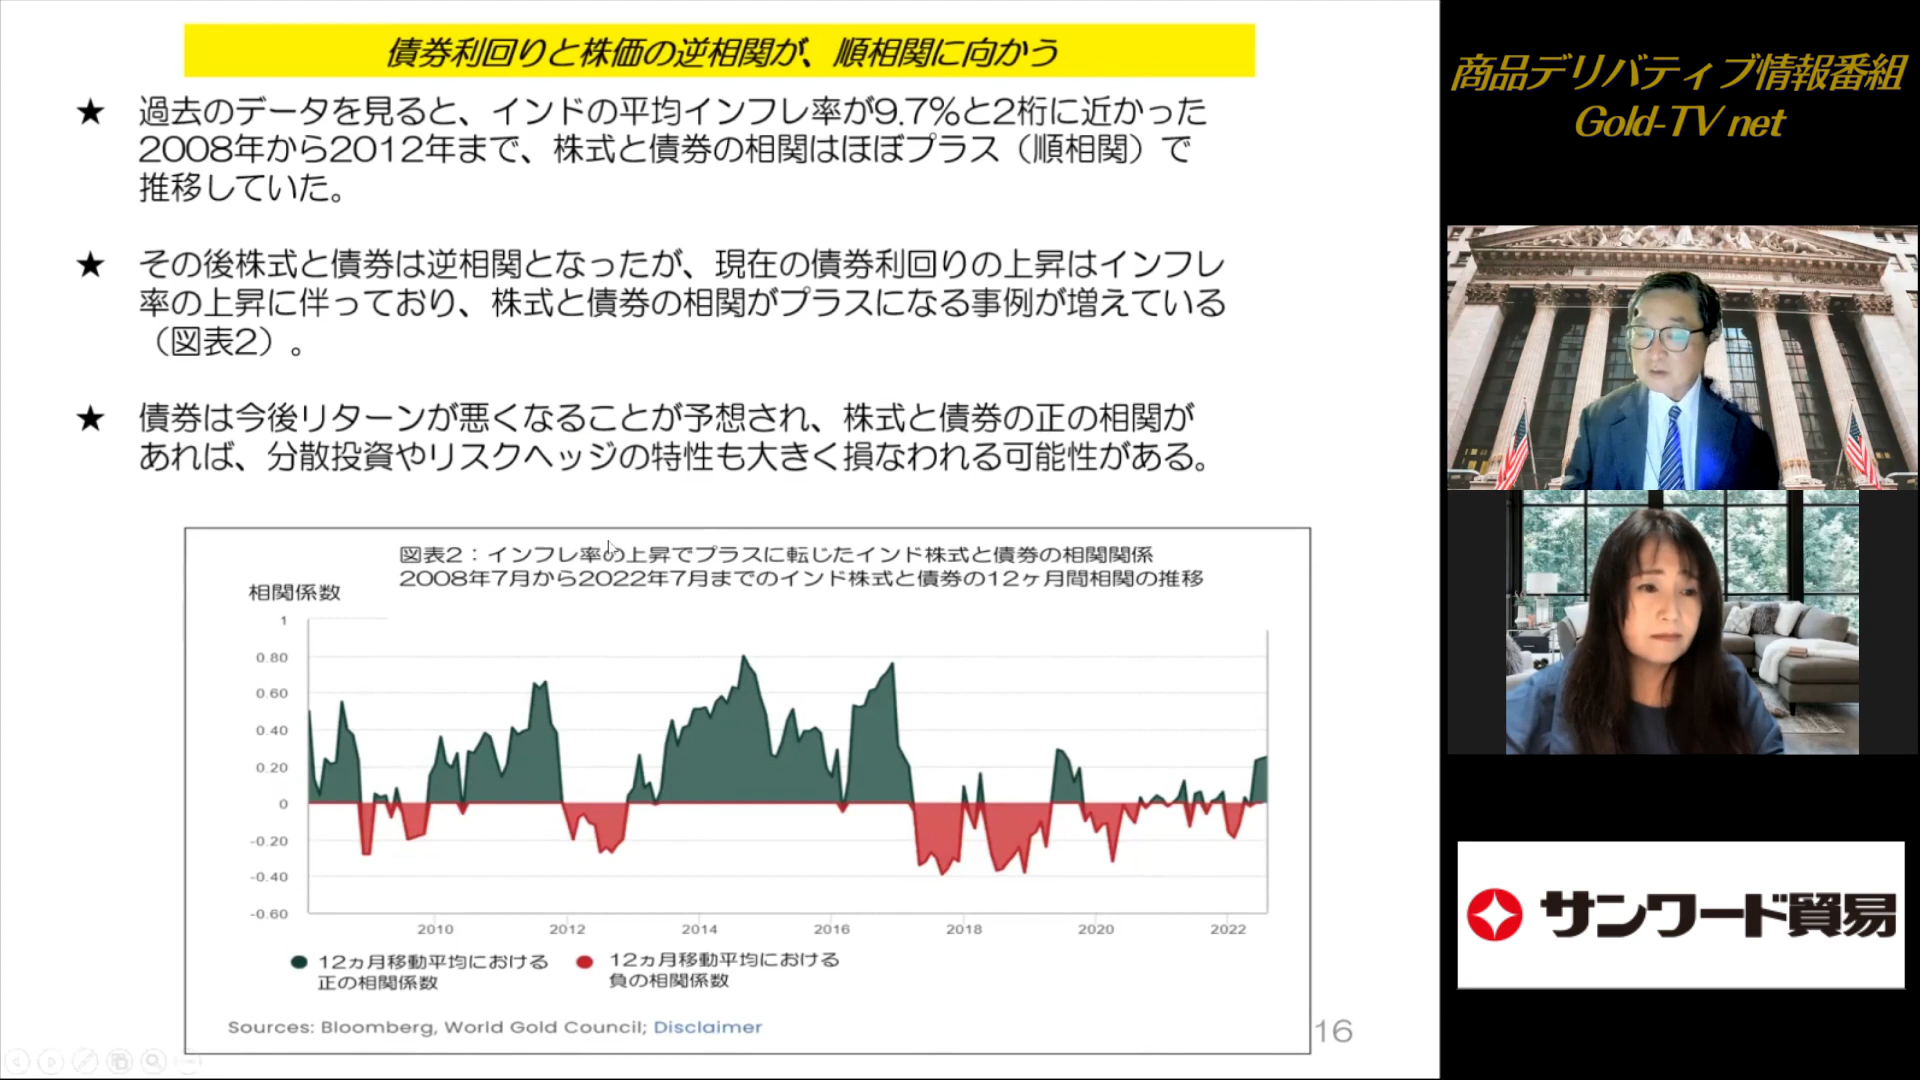 債券利回りと株価の逆相関が、順相関に向かう
★ 過去のデータを見ると、インドの平均インフレ率が9.7%と2桁に近かった
2008年から2012年まで、株式と債券の相関はほぼプラス（順相関）で
推移していた。
★ その後株式と債券は逆相関となったが、現在の債券利回りの上昇はインフレ
率の上昇に伴っており、株式と債券の相関がプラスになる事例が増えている
（図表2）。
★ 債券は今後リターンが悪くなることが予想され、株式と債券の正の相関が
あれば、分散投資やリスクヘッジの特性も大きく損なわれる可能性がある。
図表2：インフレ率の上昇でプラスに転じたインド株式と債券の相関関係
2008年7月から2022年7月までのインド株式と債券の12ヶ月間相関の推移
相関係数
1
0.80
0.60
0.40
0.20
0
-0.20
-0.40
-0.60
2010 2012 2014 2016 2018 2020 2022
12ヵ月移動平均における
正の相関係数
12ヵ月移動平均における
負の相関係数
Sources: Bloomberg, World Gold Council; Disclaimer
16
商品デリバティブ情報番組
Gold-TV net
サンワード貿易